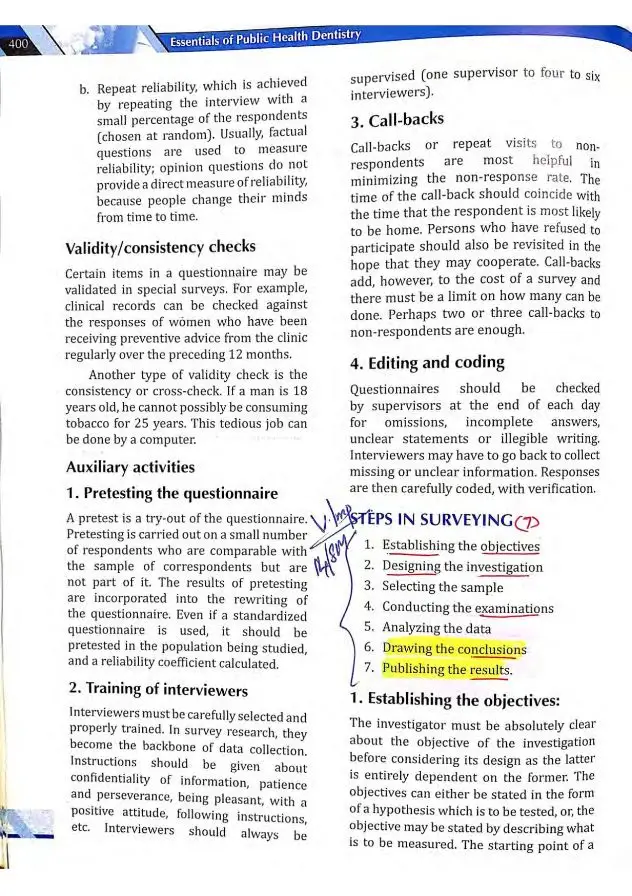 400
Essentials of Public Health Dentistry
b. Repeat reliability, which is achieved
by repeating the interview with a
small percentage of the respondents
(chosen at random). Usually, factual
questions are used to measure
reliability; opinion questions do not
provide a direct measure of reliability,
because people change their minds
from time to time.
Validity/consistency checks
Certain items in a questionnaire may be
validated in special surveys. For example,
clinical records can be checked against
the responses of women who have been
receiving preventive advice from the clinic
regularly over the preceding 12 months.
Another type of validity check is the
consistency or cross-check. If a man is 18
years old, he cannot possibly be consuming
tobacco for 25 years. This tedious job can
be done by a computer.
Auxiliary activities
1. Pretesting the questionnaire
A pretest is a try-out of the questionnaire.
Pretesting is carried out on a small number
of respondents who are comparable with
the sample of correspondents but are
not part of it. The results of pretesting
are incorporated into the rewriting of
the questionnaire. Even if a standardized
questionnaire is used, it should be
pretested in the population being studied,
and a reliability coefficient calculated.
2. Training of interviewers
Interviewers must be carefully selected and
properly trained. In survey research, they
become the backbone of data collection.
Instructions should be given about
confidentiality of information, patience
and perseverance, being pleasant, with a
positive attitude, following instructions,
etc. Interviewers should always be
supervised (one supervisor to four to six
interviewers).
3. Call-backs
Call-backs or repeat visits to non-
respondents are most helpful in
minimizing the non-response rate. The
time of the call-back should coincide with
the time that the respondent is most likely
to be home. Persons who have refused to
participate should also be revisited in the
hope that they may cooperate. Call-backs
add, however, to the cost of a survey and
there must be a limit on how many can be
done. Perhaps two or three call-backs to
non-respondents are enough.
4. Editing and coding
Questionnaires should be checked
by supervisors at the end of each day
for omissions, incomplete answers,
unclear statements or illegible writing.
Interviewers may have to go back to collect
missing or unclear information. Responses
are then carefully coded, with verification.
V. Imp
STEPS IN SURVEYING (7)
1. Establishing the objectives
2. Designing the investigation
3. Selecting the sample
4. Conducting the examinations
5. Analyzing the data
6. Drawing the conclusions
7. Publishing the results.
1. Establishing the objectives:
The investigator must be absolutely clear
about the objective of the investigation
before considering its design as the latter
is entirely dependent on the former. The
objectives can either be stated in the form
of a hypothesis which is to be tested, or, the
objective may be stated by describing what
is to be measured. The starting point of a